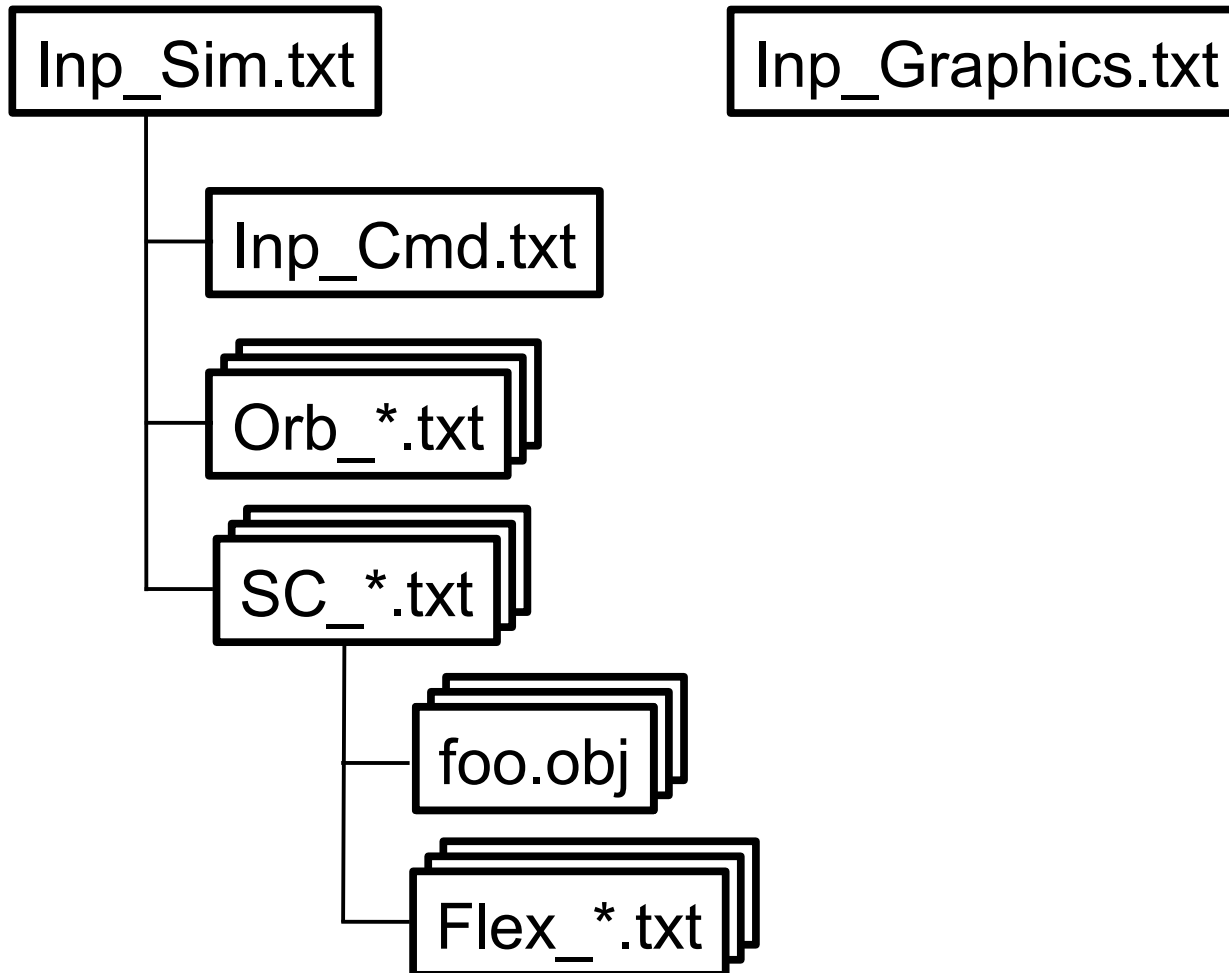 Inp_Sim.txt
Inp_Graphics.txt
Inp_Cmd.txt
Orb_*.txt
SC_*.txt
foo.obj
Flex_*.txt